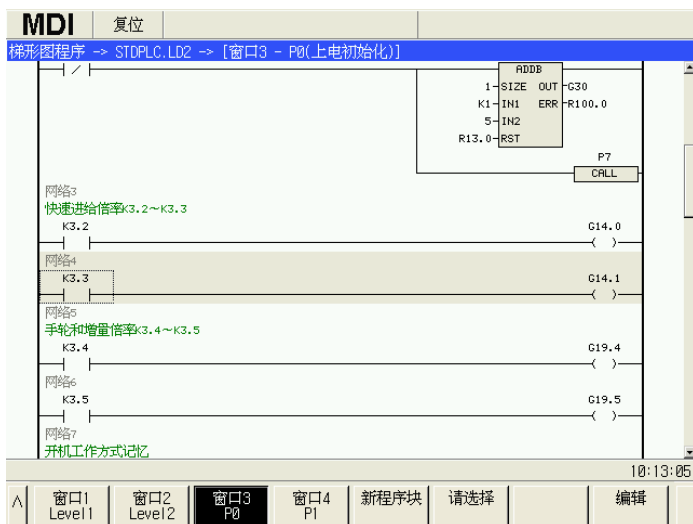 MDI 复位
梯形图程序 -> STDPLC.LD2 -> [窗口3 - P0(上电初始化)]
ADDB
1 SIZE OUT G30
K1 IN1 ERR R100.0
5 IN2
R13.0 RST
P7
CALL
网络3
快速进给倍率K3.2~K3.3
K3.2 G14.0
网络4
K3.3 G14.1
网络5
手轮和增量倍率K3.4~K3.5
K3.4 G19.4
网络6
K3.5 G19.5
网络7
开机工作方式记忆
10:13:05
窗口1 窗口2 窗口3 窗口4 新程序块 请选择 编辑
Level1 Level2 P0 P1